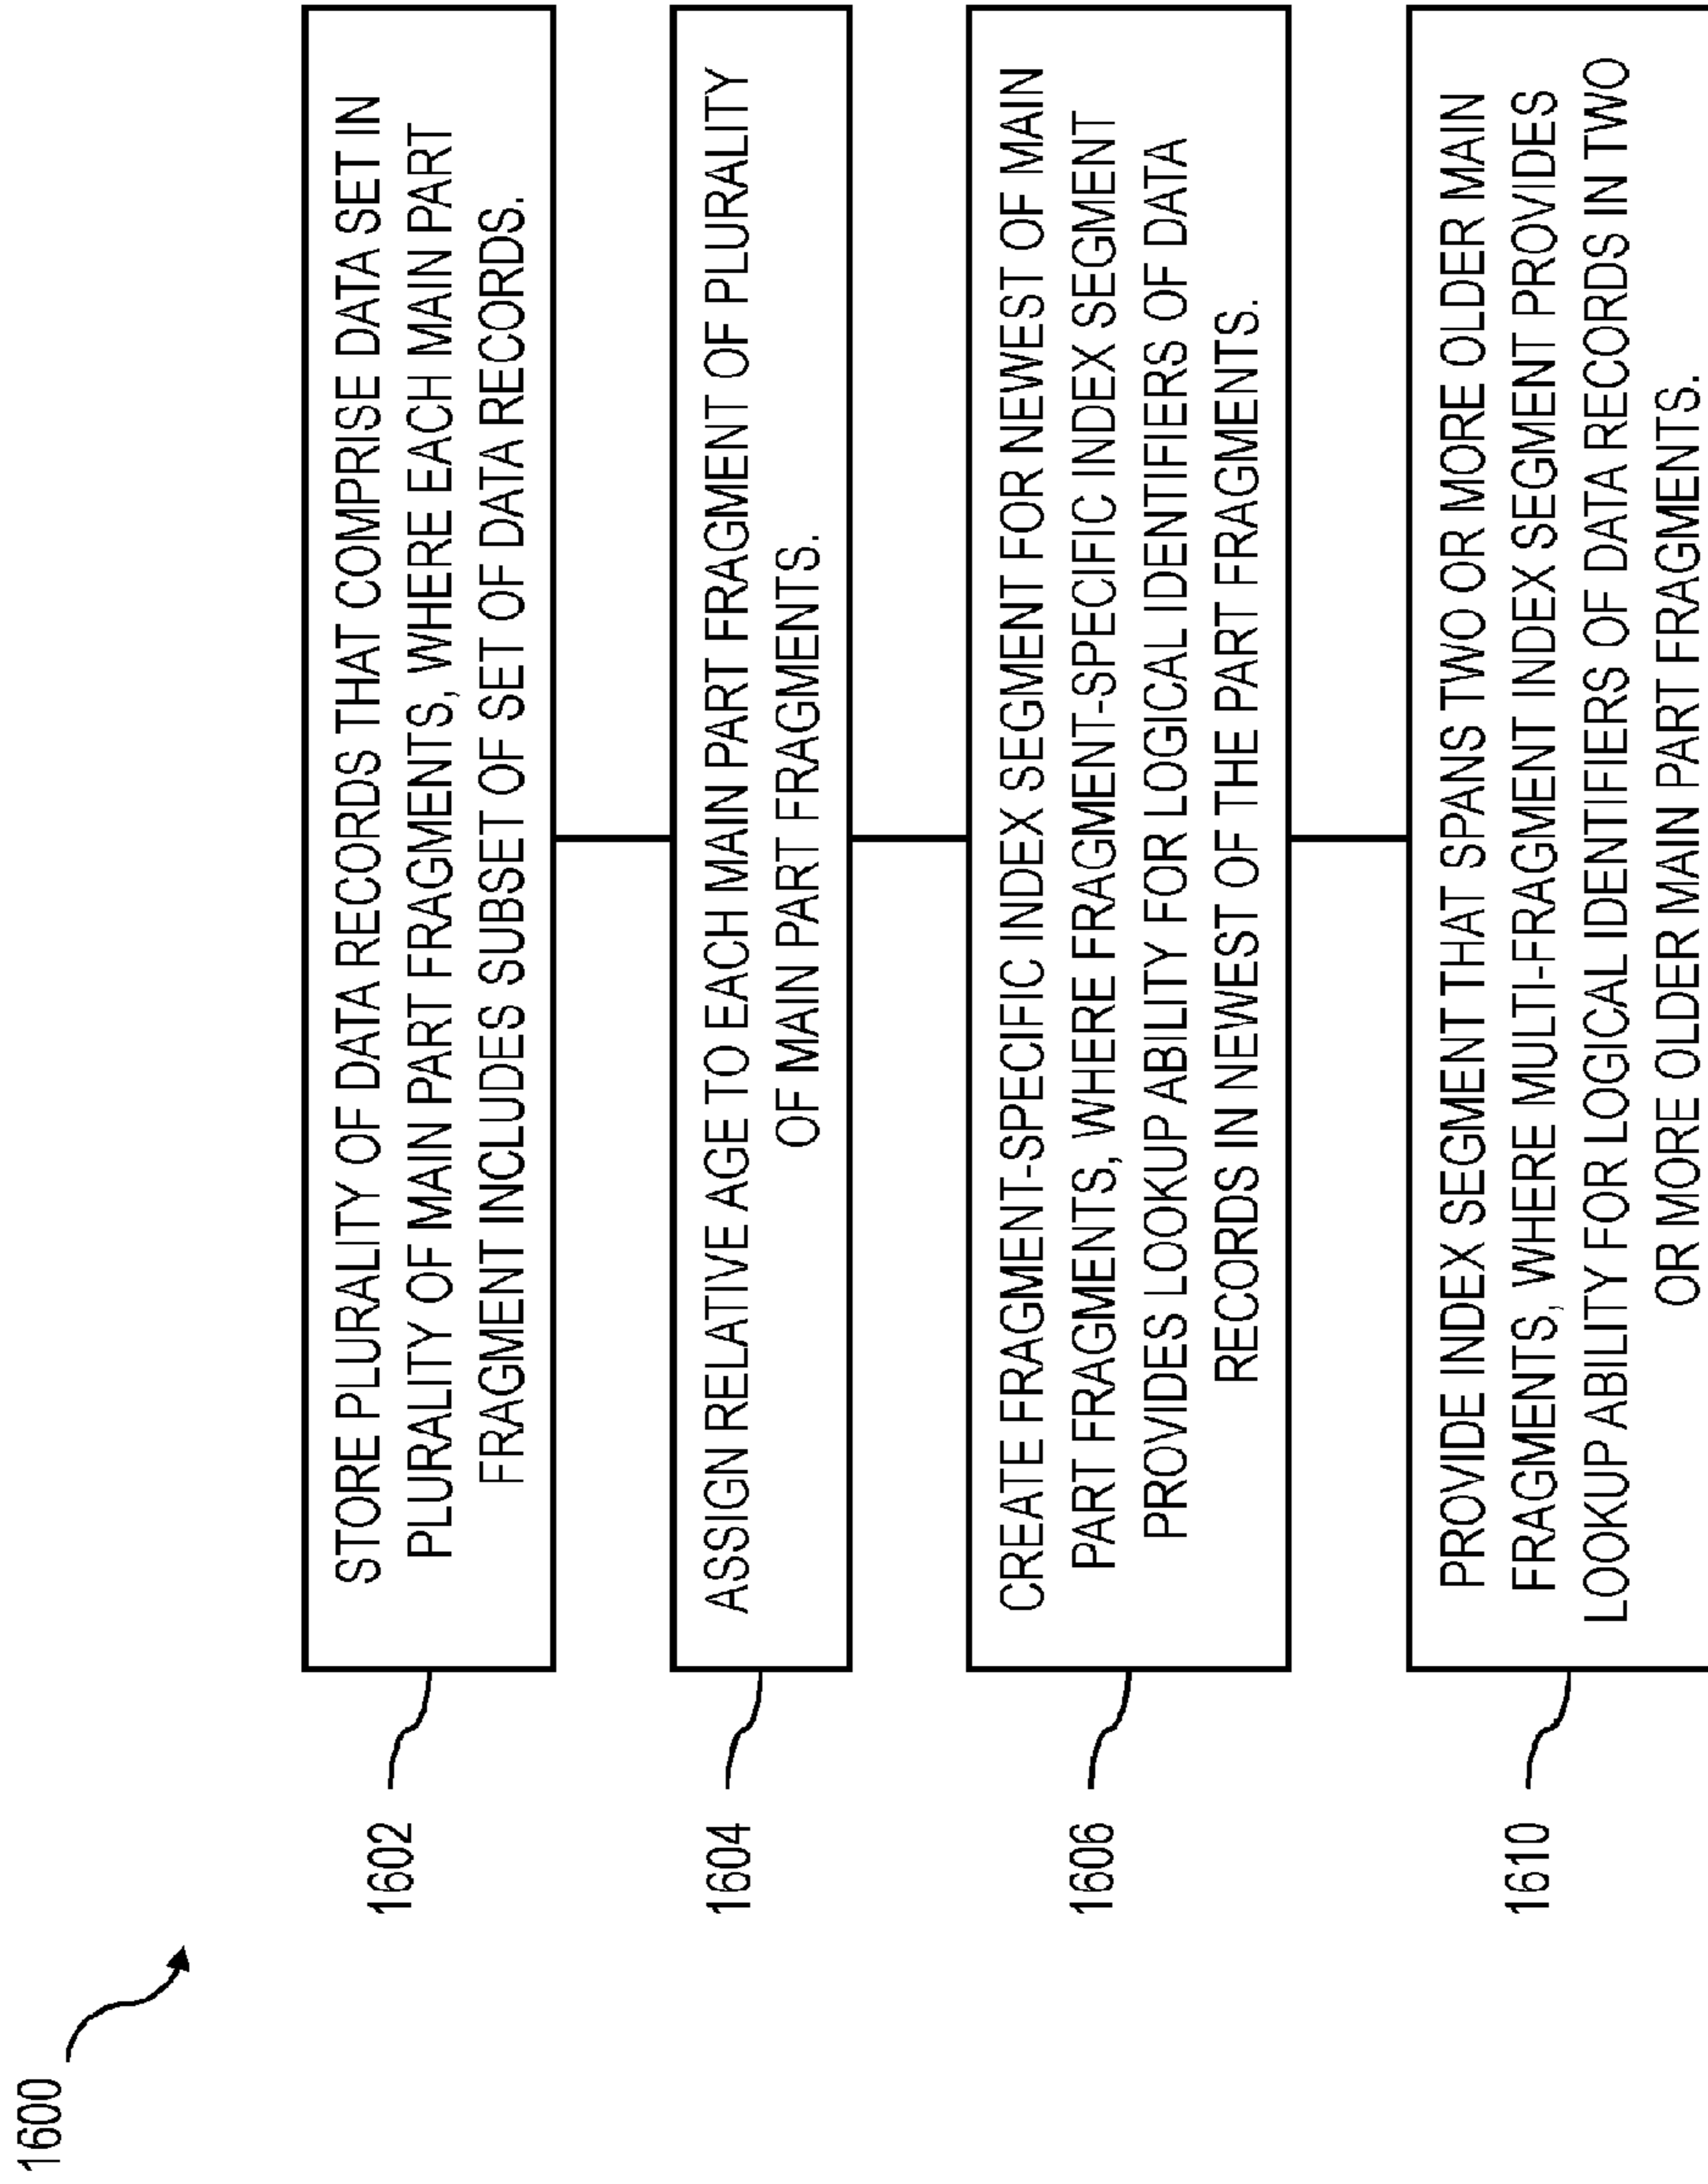 1600
1602
STORE PLURALITY OF DATA RECORDS THAT COMPRISE DATA SET IN
PLURALITY OF MAIN PART FRAGMENTS, WHERE EACH MAIN PART
FRAGMENT INCLUDES SUBSET OF SET OF DATA RECORDS.
1604
ASSIGN RELATIVE AGE TO EACH MAIN PART FRAGMENT OF PLURALITY
OF MAIN PART FRAGMENTS.
1606
CREATE FRAGMENT-SPECIFIC INDEX SEGMENT FOR NEWEST OF MAIN
PART FRAGMENTS, WHERE FRAGMENT-SPECIFIC INDEX SEGMENT
PROVIDES LOOKUP ABILITY FOR LOGICAL IDENTIFIERS OF DATA
RECORDS IN NEWEST OF THE PART FRAGMENTS.
1610
PROVIDE INDEX SEGMENT THAT SPANS TWO OR MORE OLDER MAIN
FRAGMENTS, WHERE MULTI-FRAGMENT INDEX SEGMENT PROVIDES
LOOKUP ABILITY FOR LOGICAL IDENTIFIERS OF DATA RECORDS IN TWO
OR MORE OLDER MAIN PART FRAGMENTS.